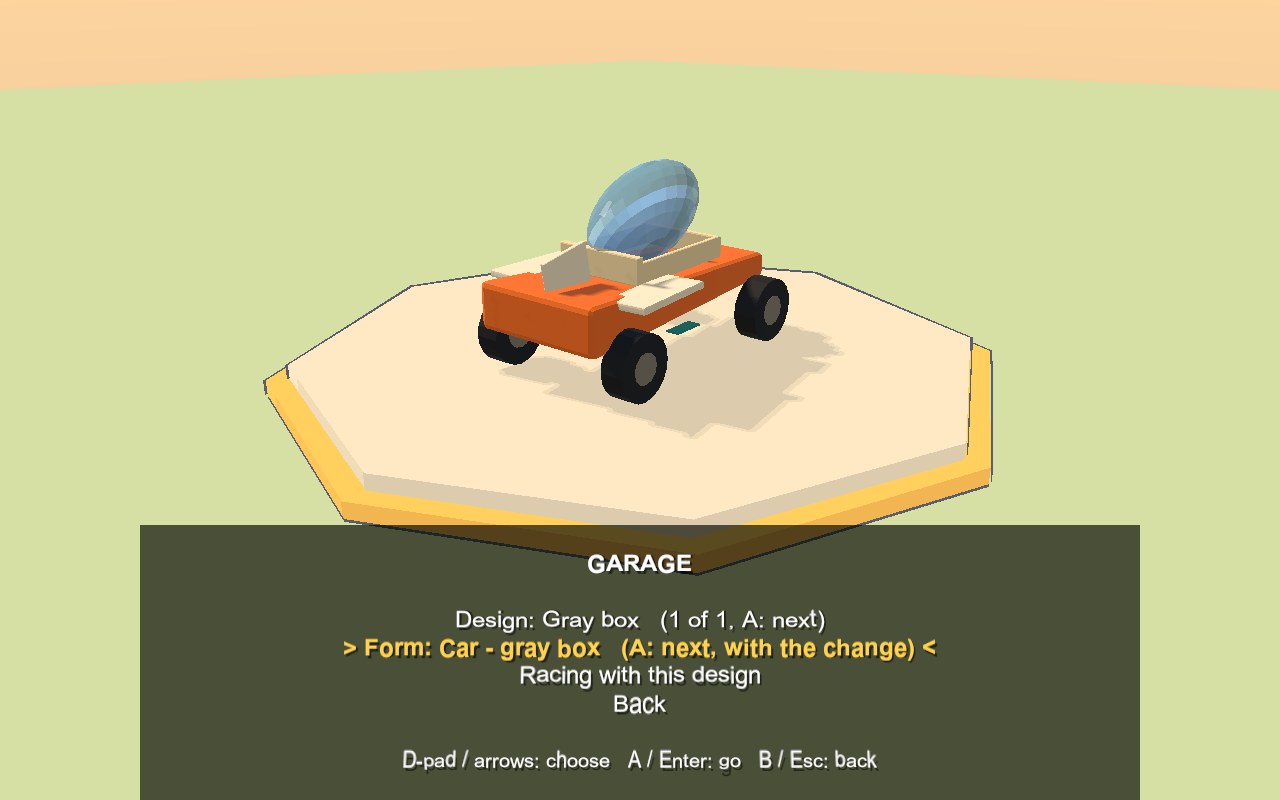 GARAGE
Design: Gray box (1 of 1, A: next)
> Form: Car - gray box (A: next, with the change) <
Racing with this design
Back
D-pad / arrows: choose A / Enter: go B / Esc: back